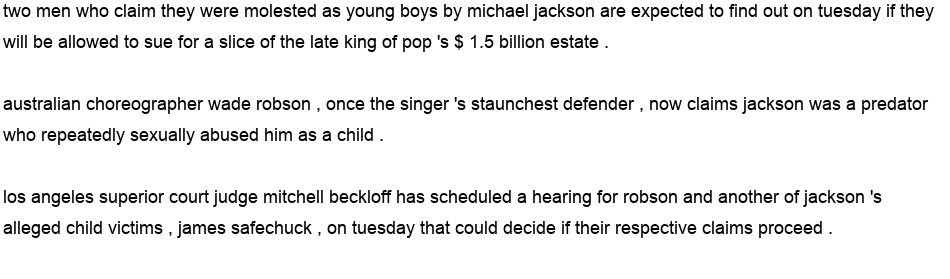 two men who claim they were molested as young boys by michael jackson are expected to find out on tuesday if they
will be allowed to sue for a slice of the late king of pop 's $ 1.5 billion estate .
australian choreographer wade robson , once the singer 's staunchest defender , now claims jackson was a predator
who repeatedly sexually abused him as a child .
los angeles superior court judge mitchell beckloff has scheduled a hearing for robson and another of jackson 's
alleged child victims , james safechuck , on tuesday that could decide if their respective claims proceed .